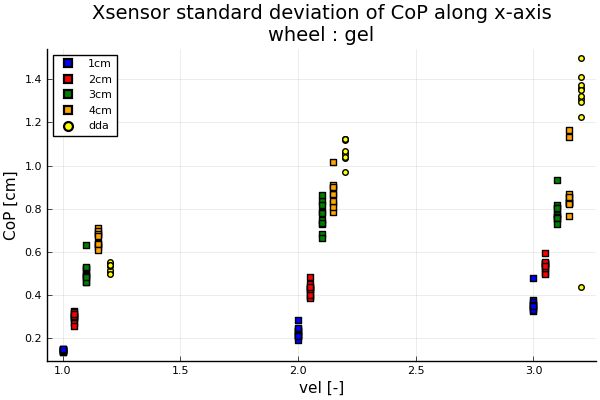 Xsensor standard deviation of CoP along x-axis
wheel : gel
1cm
2cm
3cm
4cm
dda
CoP [cm]
1.4
1.2
1.0
0.8
0.6
0.4
0.2
1.0 1.5 2.0 2.5 3.0
vel [-]